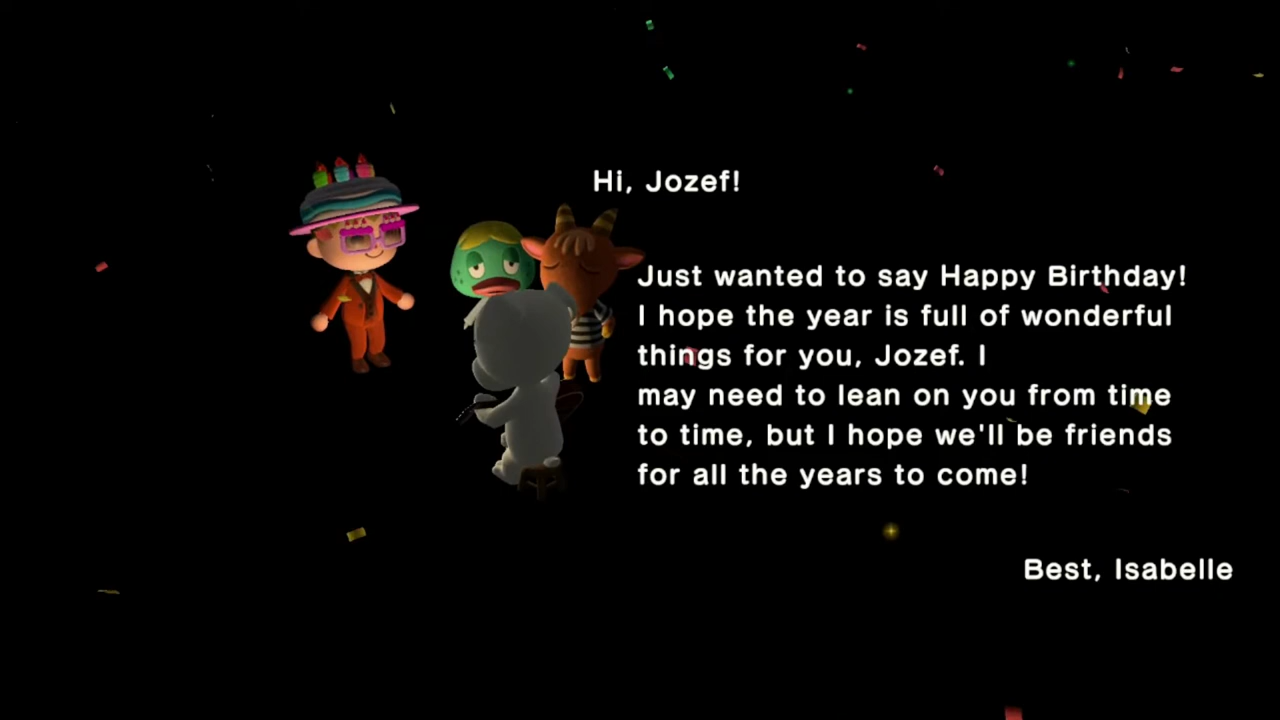 Hi, Jozef!
Just wanted to say Happy Birthday!
I hope the year is full of wonderful
things for you, Jozef. I
may need to lean on you from time
to time, but I hope we'll be friends
for all the years to come!
Best, Isabelle